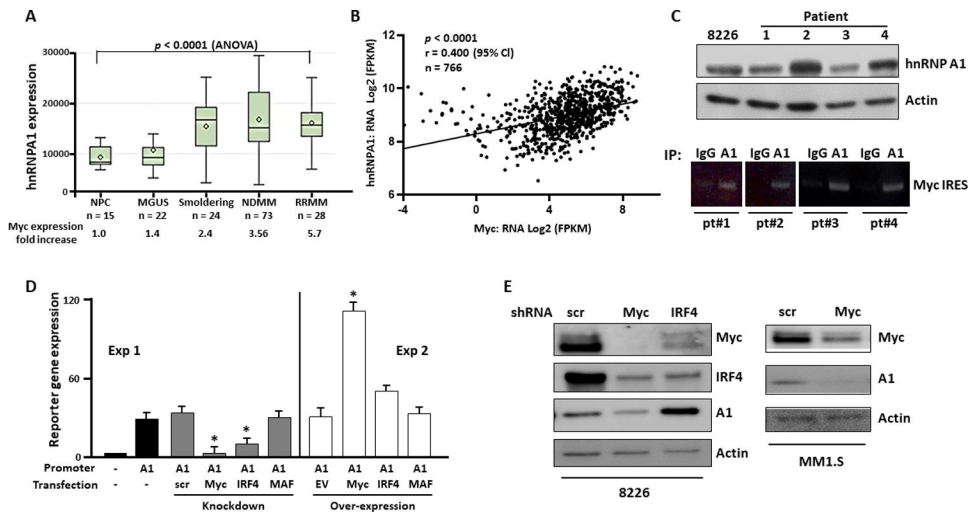 A
p < 0.0001 (ANOVA)
hnRNPA1 expression
30000
20000
10000
0
NPC MGUS Smoldering NDMM RRMM
n = 15 n = 22 n = 24 n = 73 n = 28
Myc expression
fold increase
1.0 1.4 2.4 3.56 5.7
B
p < 0.0001
r = 0.400 (95% CI)
n = 766
hnRNPA1: RNA Log2 (FPKM)
12
10
8
6
-4 0 4 8
Myc: RNA Log2 (FPKM)
C
Patient
8226 1 2 3 4
hnRNP A1
Actin
IP: IgG A1 IgG A1 IgG A1 IgG A1
Myc IRES
pt#1 pt#2 pt#3 pt#4
D
Reporter gene expression
120
60
0
Exp 1
Exp 2
* * *
Promoter - A1 A1 A1 A1 A1 A1 A1 A1 A1
Transfection - - scr Myc IRF4 MAF EV Myc IRF4 MAF
Knockdown Over-expression
E
shRNA scr Myc IRF4
Myc
IRF4
A1
Actin
8226
scr Myc
Myc
A1
Actin
MM1.S